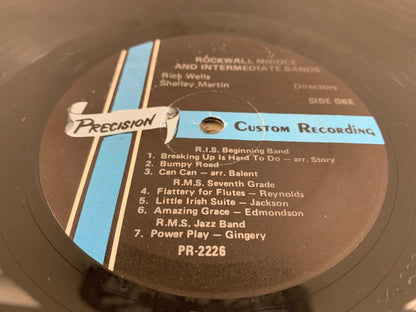 ROCKWALL MIDDLE
AND INTERMEDIATE BANDS
Rick Wells
Shelley Martin Directors
SIDE ONE
PRECISION CUSTOM RECORDING
R.I.S. Beginning Band
1. Breaking Up Is Hard To Do — arr. Story
2. Bumpy Road
3. Can Can — arr. Balent
R.M.S. Seventh Grade
4. Flattery for Flutes — Reynolds
5. Little Irish Suite — Jackson
6. Amazing Grace — Edmondson
R.M.S. Jazz Band
7. Power Play — Gingery
PR-2226